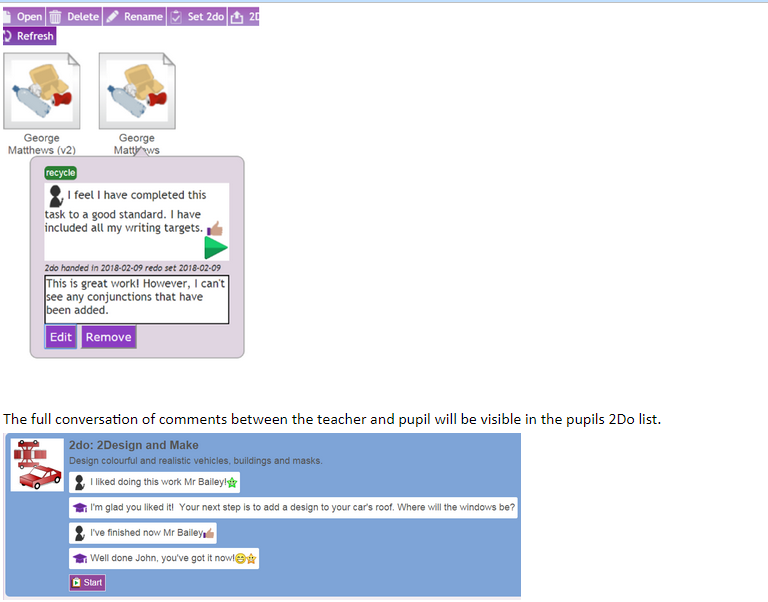 Open Delete Rename Set 2do
Refresh
George
Matthews (v2)
George
Matthews
recycle
I feel I have completed this
task to a good standard. I have
included all my writing targets.
2do handed in 2018-02-09 redo set 2018-02-09
This is great work! However, I can't
see any conjunctions that have
been added.
Edit Remove
The full conversation of comments between the teacher and pupil will be visible in the pupils 2Do list.
2do: 2Design and Make
Design colourful and realistic vehicles, buildings and masks.
I liked doing this work Mr Bailey!
I'm glad you liked it! Your next step is to add a design to your car's roof. Where will the windows be?
I've finished now Mr Bailey
Well done John, you've got it now!
Start